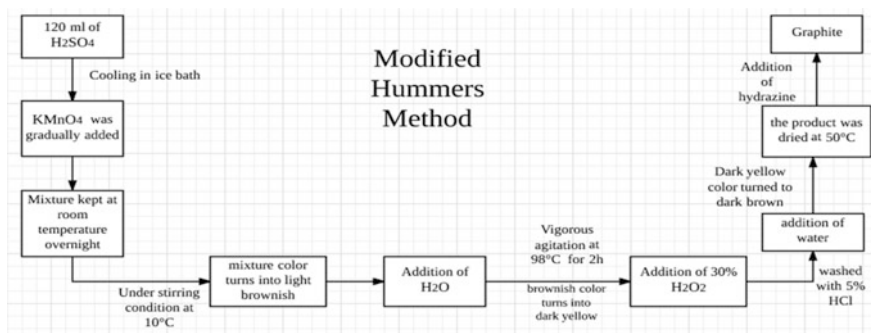 120 ml of
H2SO4
Cooling in ice bath
KMnO4 was
gradually added
Mixture kept at
room
temperature
overnight
Under stirring
condition at
10°C
mixture color
turns into light
brownish
Addition of
H2O
Vigorous
agitation at
98°C for 2h
brownish color
turns into
dark yellow
Addition of 30%
H2O2
washed
with 5%
HCl
addition of
water
Dark yellow
color turned to
dark brown
the product was
dried at 50°C
Addition
of
hydrazine
Graphite
Modified
Hummers
Method